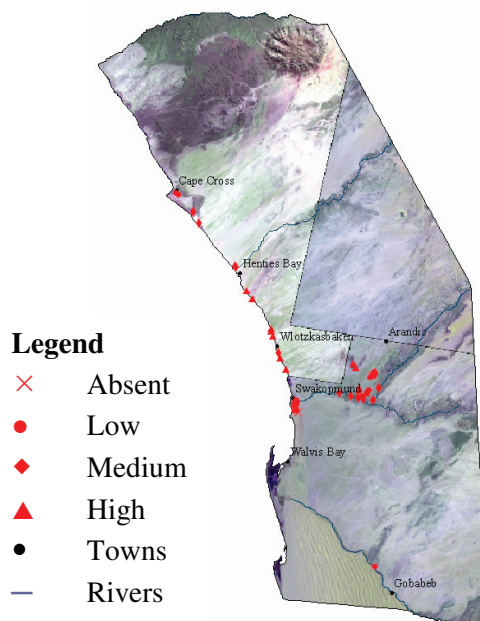 Cape Cross
Henties Bay
Wlotzkasbaken
Arandis
Swakopmund
Walvis Bay
Gobabeb
Legend
Absent
Low
Medium
High
Towns
Rivers